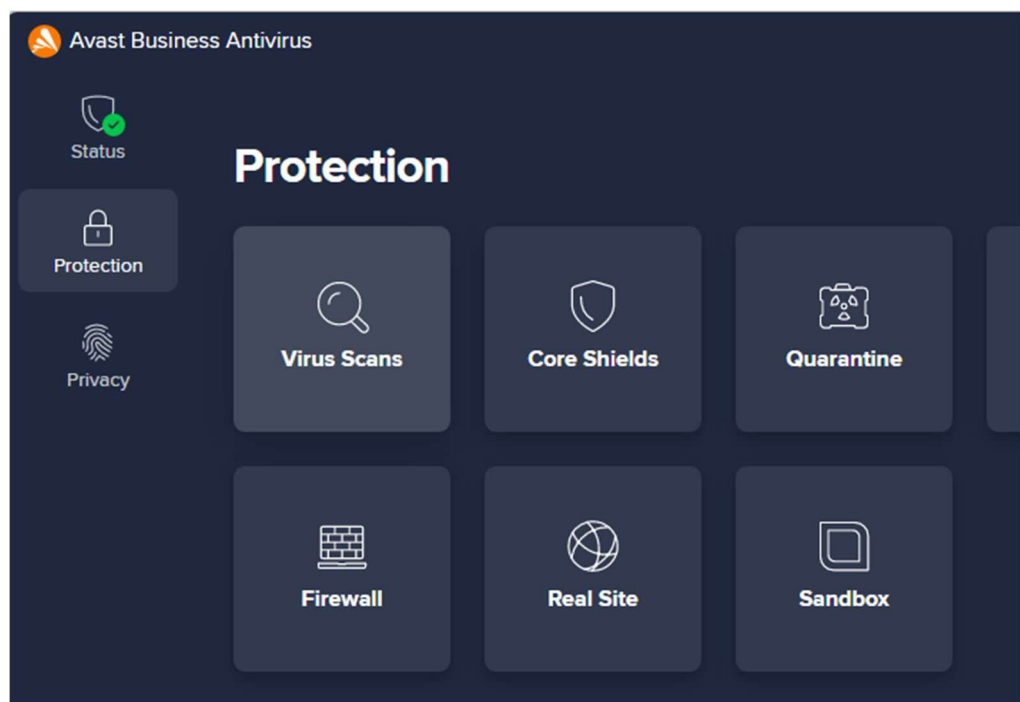 Avast Business Antivirus
Status
Protection
Protection
Virus Scans
Core Shields
Quarantine
Privacy
Firewall
Real Site
Sandbox